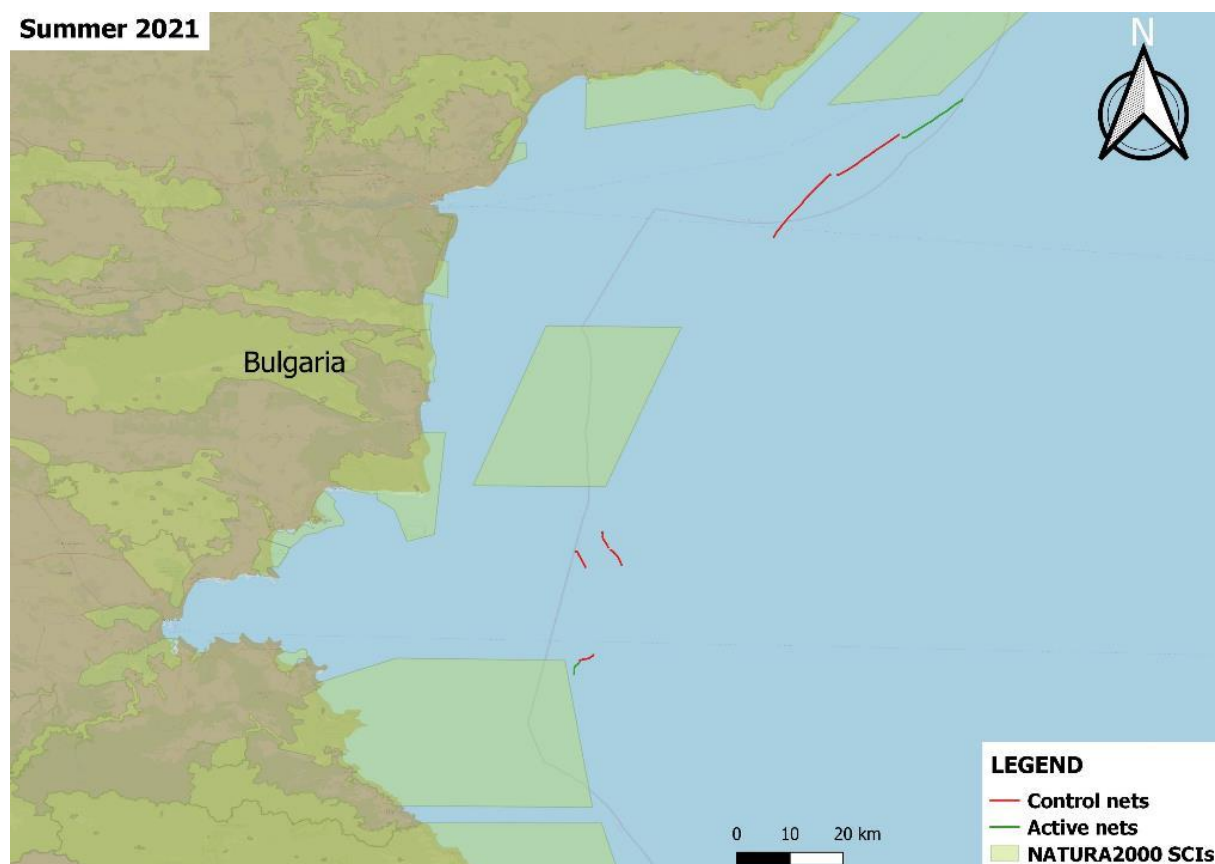 Summer 2021
N
Bulgaria
LEGEND
Control nets
Active nets
NATURA2000 SCIs
0 10 20 km